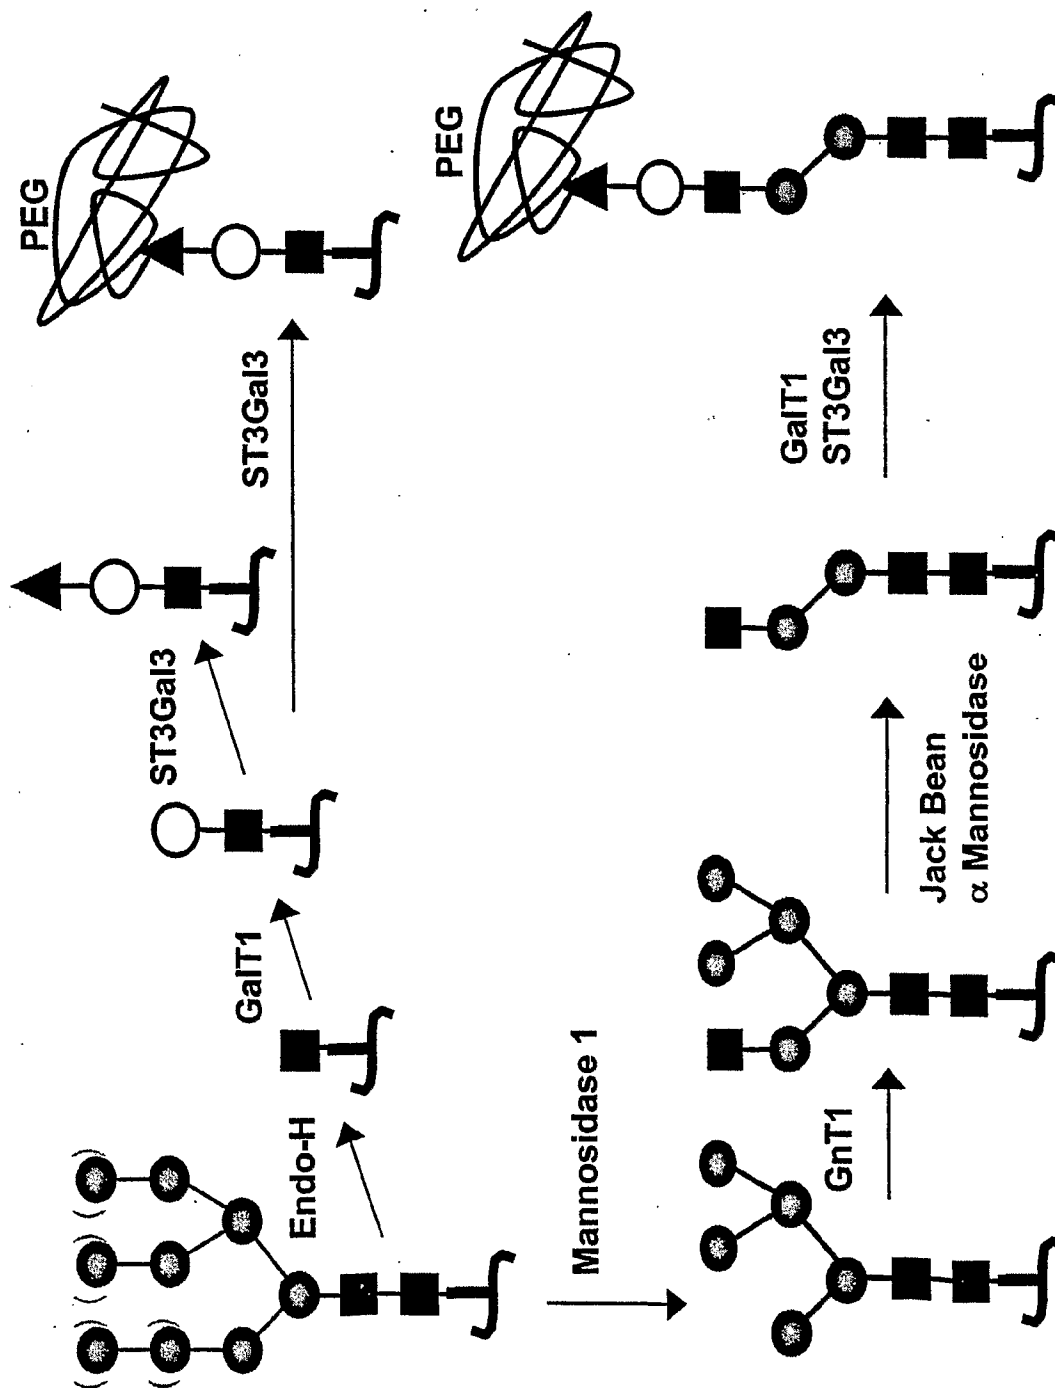 Endo-H
GalT1
ST3Gal3
ST3Gal3
PEG
Mannosidase 1
GnT1
Jack Bean
α Mannosidase
GalT1
ST3Gal3
PEG